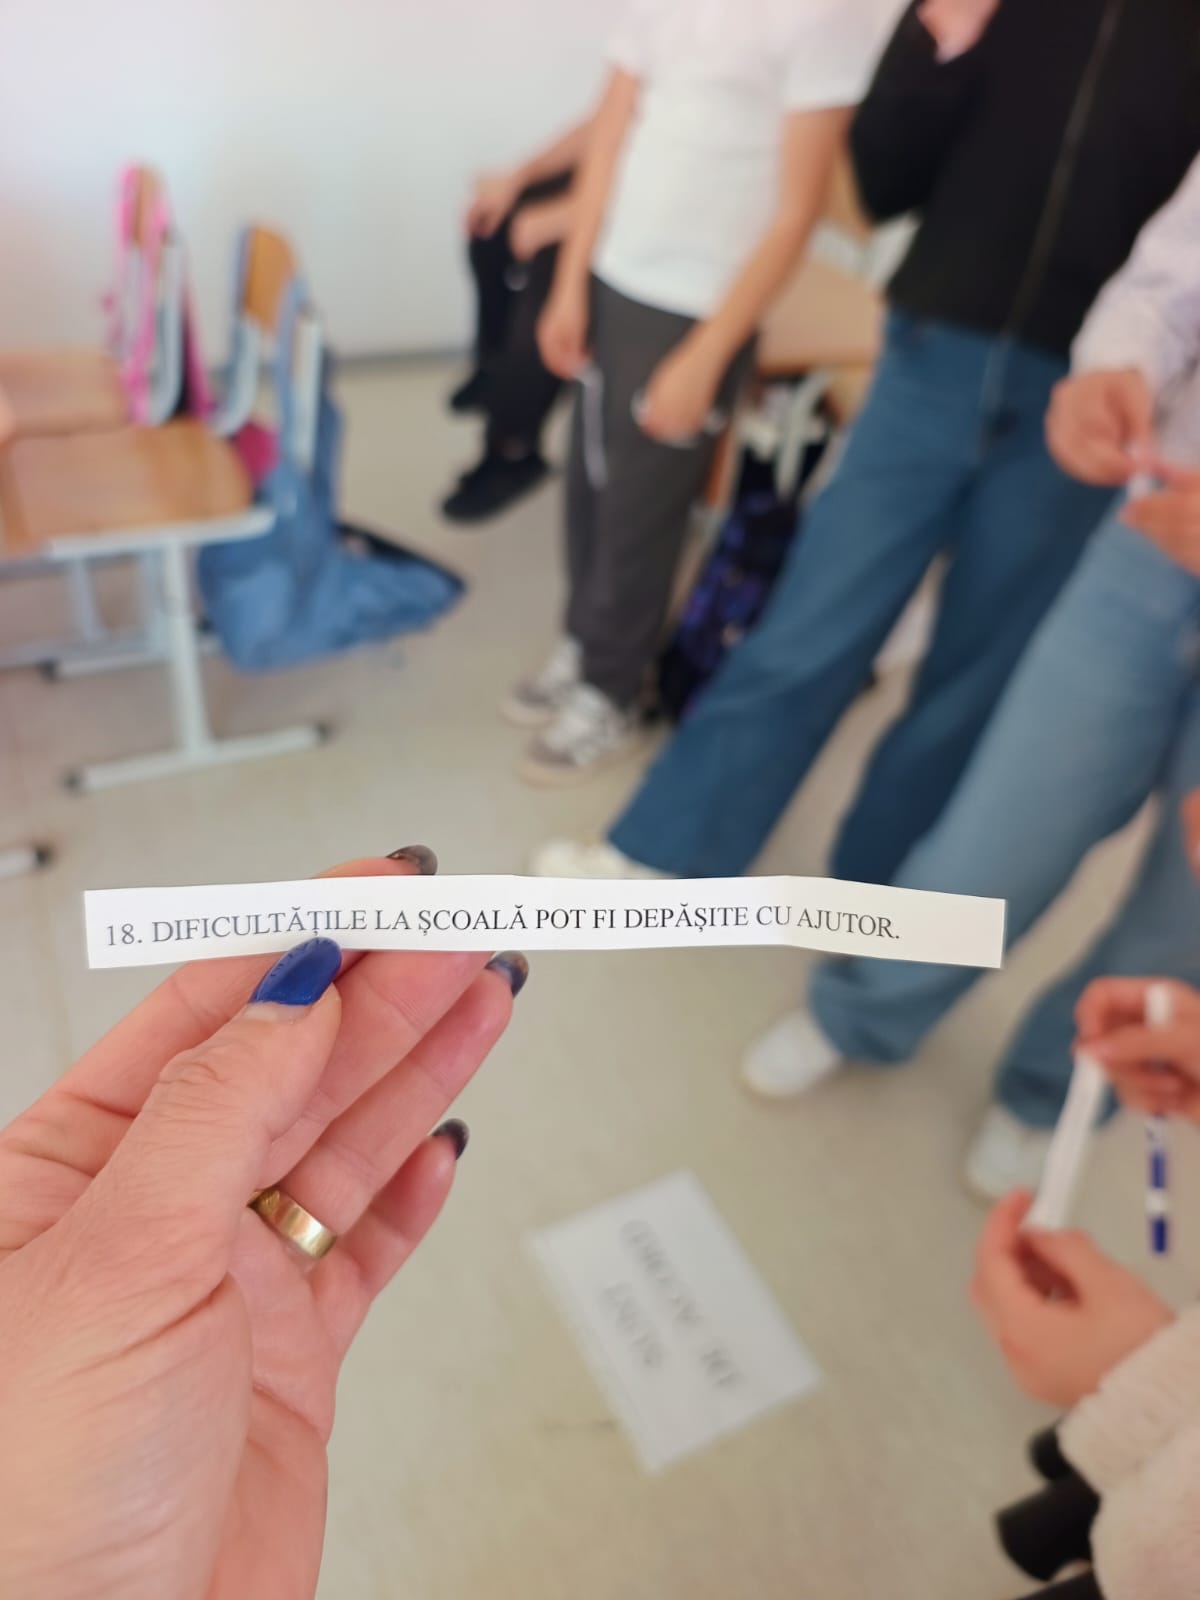 18. DIFICULTĂȚILE LA ȘCOALĂ POT FI DEPĂȘITE CU AJUTOR.